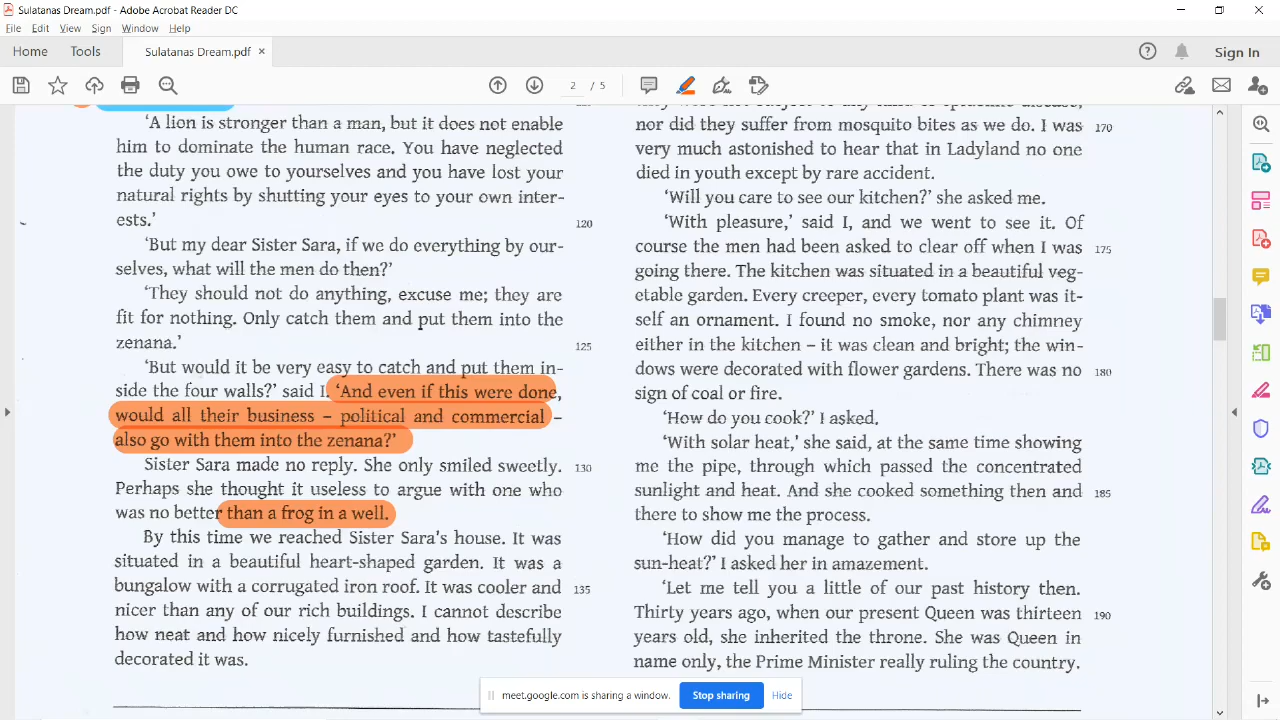 Sulatanas Dream.pdf - Adobe Acrobat Reader DC
File Edit View Sign Window Help
Home Tools Sulatanas Dream.pdf × Sign In
2 / 5
'A lion is stronger than a man, but it does not enable
him to dominate the human race. You have neglected
the duty you owe to yourselves and you have lost your
natural rights by shutting your eyes to your own inter-
ests.' 120
'But my dear Sister Sara, if we do everything by our-
selves, what will the men do then?'
'They should not do anything, excuse me; they are
fit for nothing. Only catch them and put them into the
zenana.' 125
'But would it be very easy to catch and put them in-
side the four walls?' said I. 'And even if this were done,
would all their business – political and commercial –
also go with them into the zenana?'
Sister Sara made no reply. She only smiled sweetly. 130
Perhaps she thought it useless to argue with one who
was no better than a frog in a well.
By this time we reached Sister Sara's house. It was
situated in a beautiful heart-shaped garden. It was a
bungalow with a corrugated iron roof. It was cooler and 135
nicer than any of our rich buildings. I cannot describe
how neat and how nicely furnished and how tastefully
decorated it was.
they were not subject to any kind of epidemic disease,
nor did they suffer from mosquito bites as we do. I was 170
very much astonished to hear that in Ladyland no one
died in youth except by rare accident.
'Will you care to see our kitchen?' she asked me.
'With pleasure,' said I, and we went to see it. Of
course the men had been asked to clear off when I was 175
going there. The kitchen was situated in a beautiful veg-
etable garden. Every creeper, every tomato plant was it-
self an ornament. I found no smoke, nor any chimney
either in the kitchen – it was clean and bright; the win-
dows were decorated with flower gardens. There was no 180
sign of coal or fire.
'How do you cook?' I asked.
'With solar heat,' she said, at the same time showing
me the pipe, through which passed the concentrated
sunlight and heat. And she cooked something then and 185
there to show me the process.
'How did you manage to gather and store up the
sun-heat?' I asked her in amazement.
'Let me tell you a little of our past history then.
Thirty years ago, when our present Queen was thirteen 190
years old, she inherited the throne. She was Queen in
name only, the Prime Minister really ruling the country.
meet.google.com is sharing a window. Stop sharing Hide